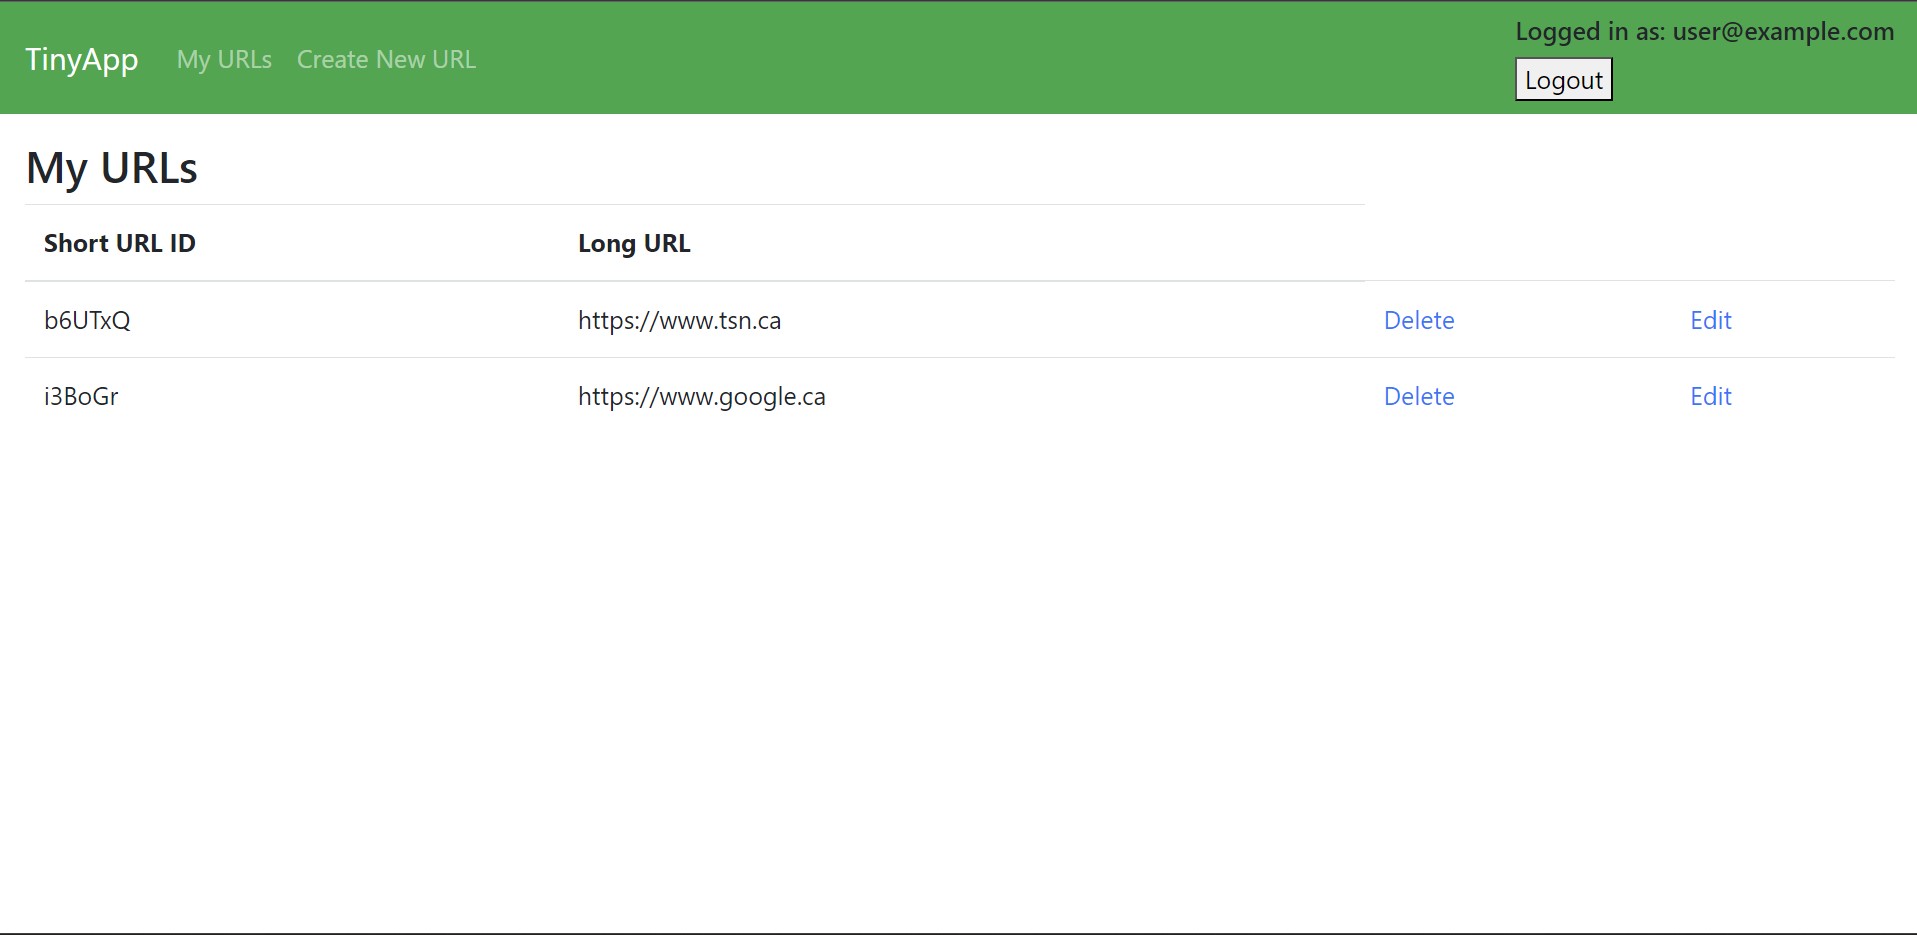 TinyApp My URLs Create New URL Logged in as: user@example.com
Logout
My URLs
Short URL ID Long URL
b6UTxQ https://www.tsn.ca Delete Edit
i3BoGr https://www.google.ca Delete Edit